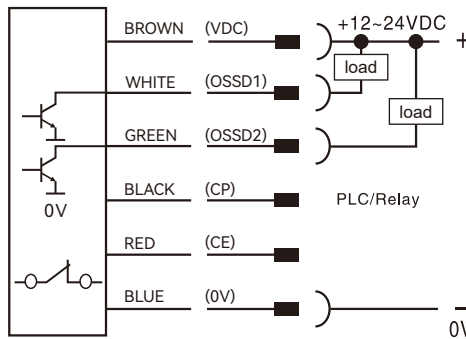 BROWN (VDC) +12~24VDC +
load
WHITE (OSSD1)
load
GREEN (OSSD2)
BLACK (CP) PLC/Relay
0V
RED (CE)
BLUE (0V) −
0V